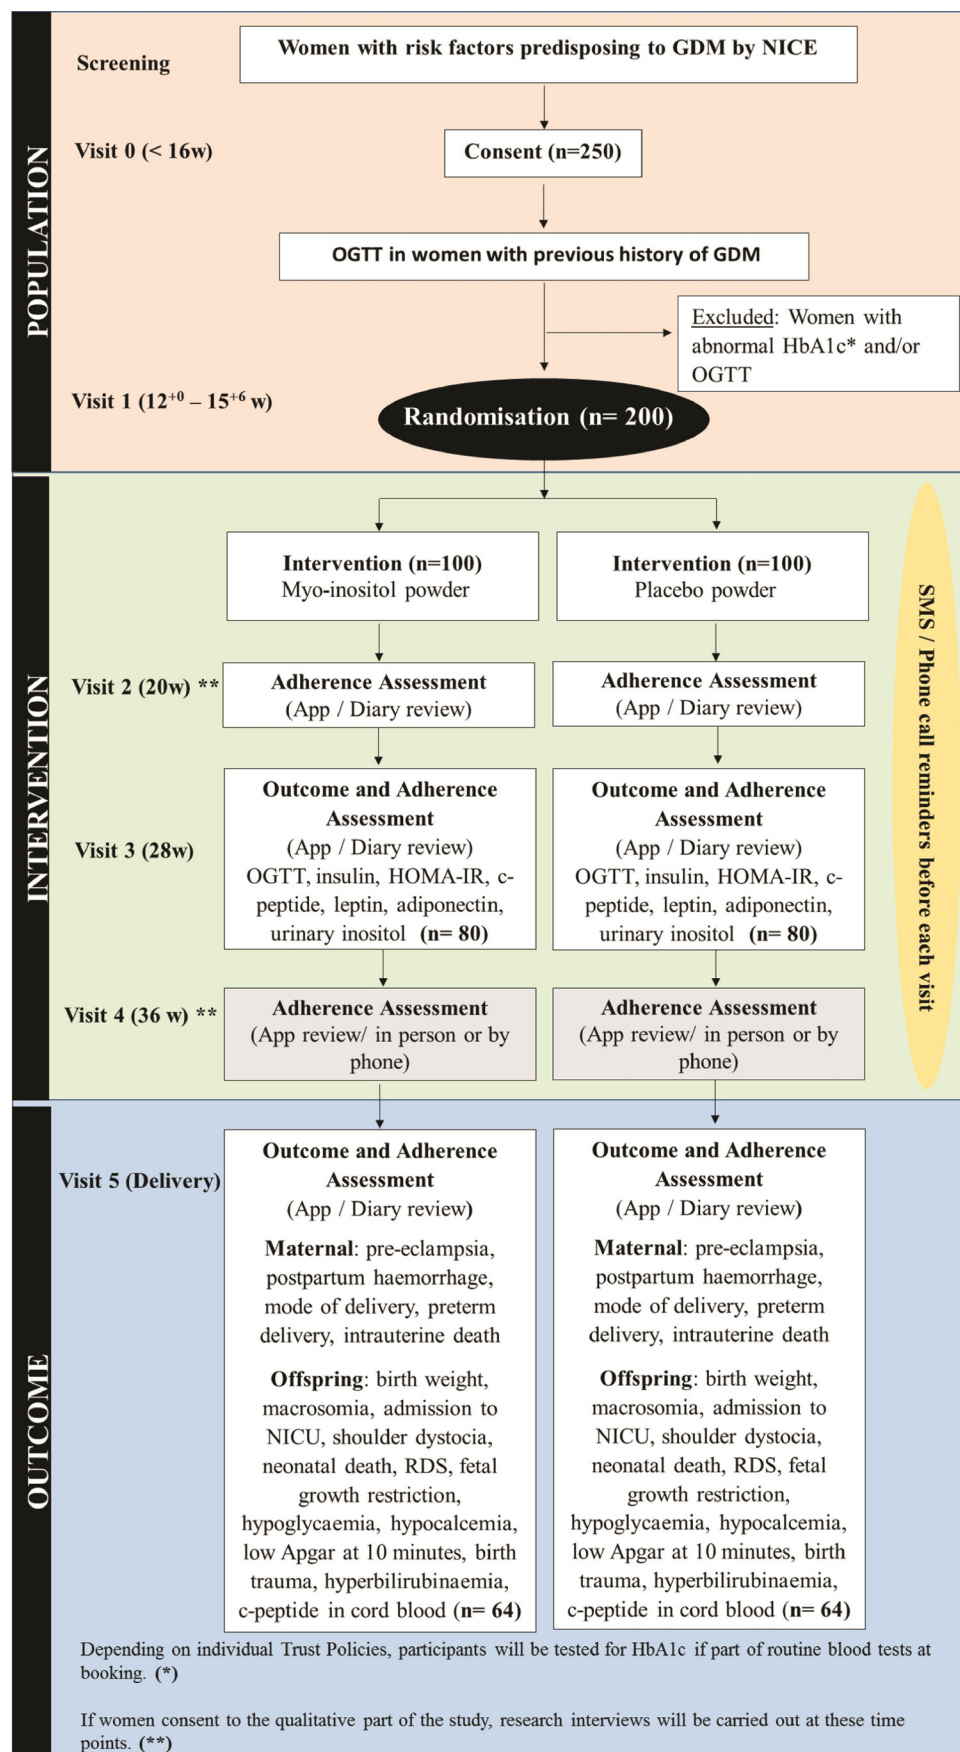 POPULATION
Screening
Women with risk factors predisposing to GDM by NICE
Visit 0 (< 16w)
Consent (n=250)
OGTT in women with previous history of GDM
Excluded: Women with
abnormal HbA1c* and/or
OGTT
Visit 1 (12+0 – 15+6 w)
Randomisation (n= 200)
INTERVENTION
Intervention (n=100)
Myo-inositol powder
Intervention (n=100)
Placebo powder
SMS / Phone call reminders before each visit
Visit 2 (20w) **
Adherence Assessment
(App / Diary review)
Adherence Assessment
(App / Diary review)
Visit 3 (28w)
Outcome and Adherence
Assessment
(App / Diary review)
OGTT, insulin, HOMA-IR, c-
peptide, leptin, adiponectin,
urinary inositol (n= 80)
Outcome and Adherence
Assessment
(App / Diary review)
OGTT, insulin, HOMA-IR, c-
peptide, leptin, adiponectin,
urinary inositol (n= 80)
Visit 4 (36 w) **
Adherence Assessment
(App review/ in person or by
phone)
Adherence Assessment
(App review/ in person or by
phone)
OUTCOME
Visit 5 (Delivery)
Outcome and Adherence
Assessment
(App / Diary review)
Maternal: pre-eclampsia,
postpartum haemorrhage,
mode of delivery, preterm
delivery, intrauterine death
Offspring: birth weight,
macrosomia, admission to
NICU, shoulder dystocia,
neonatal death, RDS, fetal
growth restriction,
hypoglycaemia, hypocalcemia,
low Apgar at 10 minutes, birth
trauma, hyperbilirubinaemia,
c-peptide in cord blood (n= 64)
Outcome and Adherence
Assessment
(App / Diary review)
Maternal: pre-eclampsia,
postpartum haemorrhage,
mode of delivery, preterm
delivery, intrauterine death
Offspring: birth weight,
macrosomia, admission to
NICU, shoulder dystocia,
neonatal death, RDS, fetal
growth restriction,
hypoglycaemia, hypocalcemia,
low Apgar at 10 minutes, birth
trauma, hyperbilirubinaemia,
c-peptide in cord blood (n= 64)
Depending on individual Trust Policies, participants will be tested for HbA1c if part of routine blood tests at
booking. (*)
If women consent to the qualitative part of the study, research interviews will be carried out at these time
points. (**)